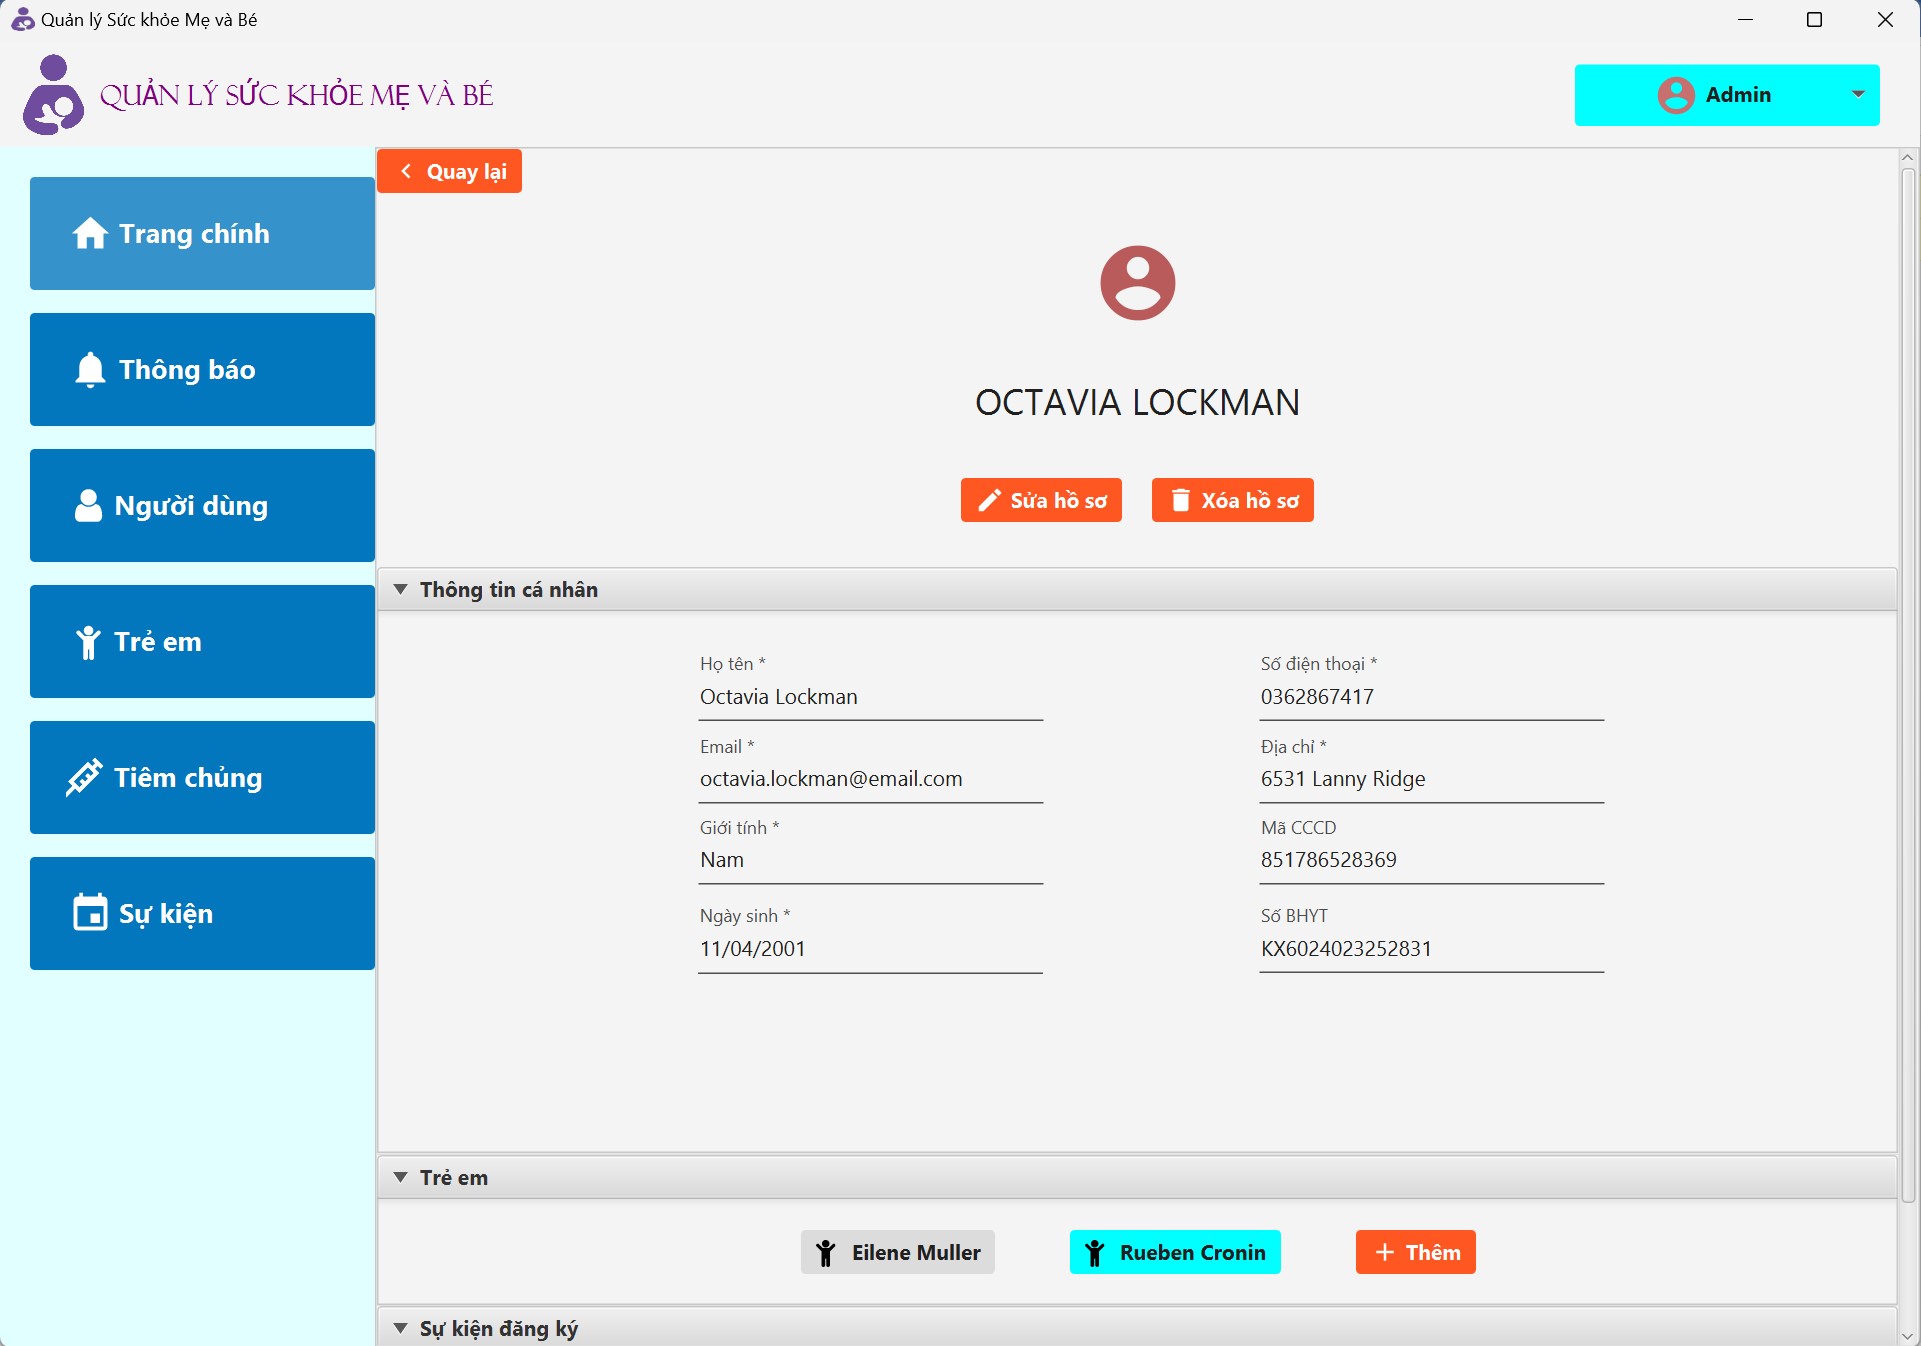 Quản lý Sức khỏe Mẹ và Bé
QUẢN LÝ SỨC KHỎE MẸ VÀ BÉ
Admin
Trang chính
Thông báo
Người dùng
Trẻ em
Tiêm chủng
Sự kiện
Quay lại
OCTAVIA LOCKMAN
Sửa hồ sơ
Xóa hồ sơ
Thông tin cá nhân
Họ tên *
Octavia Lockman
Số điện thoại *
0362867417
Email *
octavia.lockman@email.com
Địa chỉ *
6531 Lanny Ridge
Giới tính *
Nam
Mã CCCD
851786528369
Ngày sinh *
11/04/2001
Số BHYT
KX6024023252831
Trẻ em
Eilene Muller
Rueben Cronin
Thêm
Sự kiện đăng ký